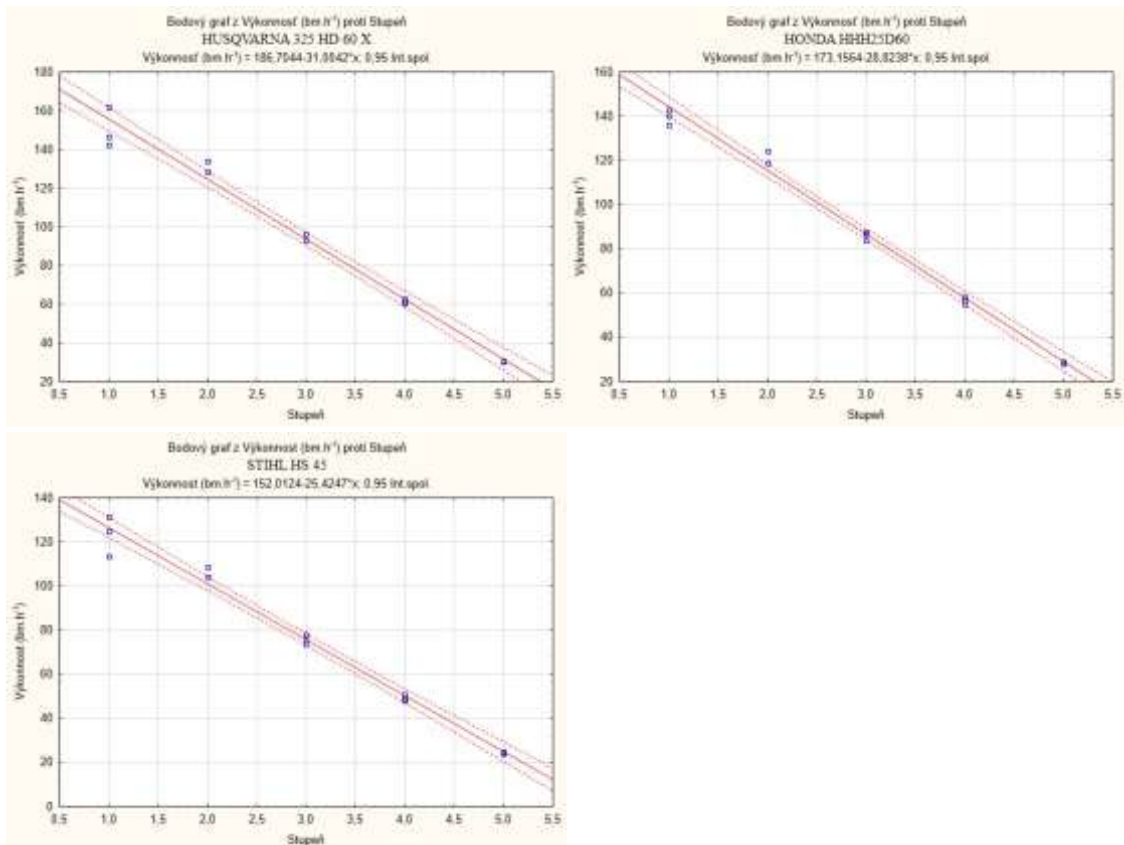 Bodový graf z Výkonnosť (bm.h⁻¹) proti Stupeň
HUSQVARNA 325 HD 60 X
Výkonnosť (bm.h⁻¹) = 186,7044-31,0042*x; 0,95 Int.spol
180
160
140
120
100
80
60
40
20
0,5 1,0 1,5 2,0 2,5 3,0 3,5 4,0 4,5 5,0 5,5
Výkonnosť (bm.h⁻¹)
Stupeň
Bodový graf z Výkonnosť (bm.h⁻¹) proti Stupeň
HONDA HHH25D60
Výkonnosť (bm.h⁻¹) = 173,1564-28,8238*x; 0,95 Int.spol
160
140
120
100
80
60
40
20
0,5 1,0 1,5 2,0 2,5 3,0 3,5 4,0 4,5 5,0 5,5
Výkonnosť (bm.h⁻¹)
Stupeň
Bodový graf z Výkonnost (bm.h⁻¹) proti Stupeň
STIHL HS 45
Výkonnost (bm.h⁻¹) = 152,0124-25,4247*x; 0,95 Int.spol
140
120
100
80
60
40
20
0
0,5 1,0 1,5 2,0 2,5 3,0 3,5 4,0 4,5 5,0 5,5
Výkonnost (bm.h⁻¹)
Stupeň